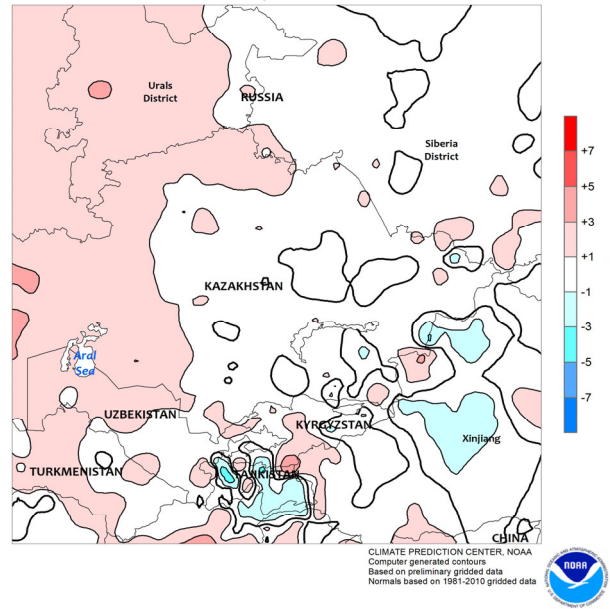 Urals
District
RUSSIA
Siberia
District
+7
+5
+3
+1
-1
-3
-5
-7
KAZAKHSTAN
Aral
Sea
UZBEKISTAN
KYRGYZSTAN
Xinjiang
TURKMENISTAN
TAJIKISTAN
CHINA
CLIMATE PREDICTION CENTER, NOAA
Computer generated contours
Based on preliminary gridded data
Normals based on 1981-2010 gridded data
NOAA